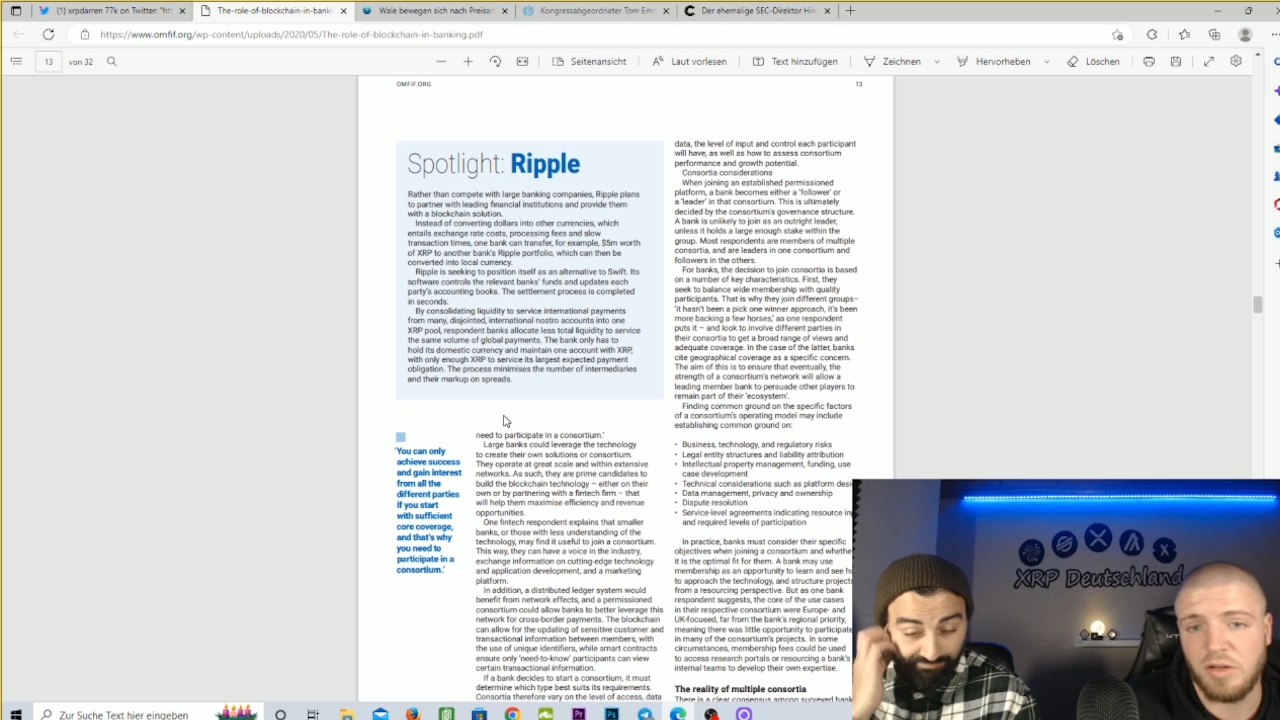 (1) xrpdarren 77k on Twitter: "ht
The-role-of-blockchain-in-bankin
Wale bewegen sich nach Preisan
Kongressabgeordneter Tom Em
Der ehemalige SEC-Direktor Hin
https://www.omfif.org/wp-content/uploads/2020/05/The-role-of-blockchain-in-banking.pdf
13 von 32
Seitenansicht
Laut vorlesen
Text hinzufügen
Zeichnen
Hervorheben
Löschen
OMFIF.ORG
13
Spotlight: Ripple
Rather than compete with large banking companies, Ripple plans
to partner with leading financial institutions and provide them
with a blockchain solution.
Instead of converting dollars into other currencies, which
entails exchange rate costs, processing fees and slow
transaction times, one bank can transfer, for example, $5m worth
of XRP to another bank's Ripple portfolio, which can then be
converted into local currency.
Ripple is seeking to position itself as an alternative to Swift. Its
software controls the relevant banks' funds and updates each
party's accounting books. The settlement process is completed
in seconds.
By consolidating liquidity to service international payments
from many, disjointed, international nostro accounts into one
XRP pool, respondent banks allocate less total liquidity to service
the same volume of global payments. The bank only has to
hold its domestic currency and maintain one account with XRP,
with only enough XRP to service its largest expected payment
obligation. The process minimises the number of intermediaries
and their markup on spreads.
'You can only
achieve success
and gain interest
from all the
different parties
if you start
with sufficient
core coverage,
and that's why
you need to
participate in a
consortium.'
need to participate in a consortium.'
Large banks could leverage the technology
to create their own solutions or consortium.
They operate at great scale and within extensive
networks. As such, they are prime candidates to
build the blockchain technology – either on their
own or by partnering with a fintech firm – that
will help them maximise efficiency and revenue
opportunities.
One fintech respondent explains that smaller
banks, or those with less understanding of the
technology, may find it useful to join a consortium.
This way, they can have a voice in the industry,
exchange information on cutting-edge technology
and application development, and a marketing
platform.
In addition, a distributed ledger system would
benefit from network effects, and a permissioned
consortium could allow banks to better leverage this
network for cross-border payments. The blockchain
can allow for the updating of sensitive customer and
transactional information between members, with
the use of unique identifiers, while smart contracts
ensure only 'need-to-know' participants can view
certain transactional information.
If a bank decides to start a consortium, it must
determine which type best suits its requirements.
Consortia therefore vary on the level of access, data
data, the level of input and control each participant
will have, as well as how to assess consortium
performance and growth potential.
Consortia considerations
When joining an established permissioned
platform, a bank becomes either a 'follower' or
a 'leader' in that consortium. This is ultimately
decided by the consortium's governance structure.
A bank is unlikely to join as an outright leader,
unless it holds a large enough stake within the
group. Most respondents are members of multiple
consortia, and are leaders in one consortium and
followers in the others.
For banks, the decision to join consortia is based
on a number of key characteristics. First, they
seek to balance wide membership with quality
participants. That is why they join different groups–
'it hasn't been a pick one winner approach, it's been
more backing a few horses,' as one respondent
puts it – and look to involve different parties in
their consortia to get a broad range of views and
adequate coverage. In the case of the latter, banks
cite geographical coverage as a specific concern.
The aim of this is to ensure that eventually, the
strength of a consortium's network will allow a
leading member bank to persuade other players to
remain part of their 'ecosystem'.
Finding common ground on the specific factors
of a consortium's operating model may include
establishing common ground on:
• Business, technology, and regulatory risks
• Legal entity structures and liability attribution
• Intellectual property management, funding, use
case development
• Technical considerations such as platform desi
• Data management, privacy and ownership
• Dispute resolution
• Service-level agreements indicating resource in
and required levels of participation
In practice, banks must consider their specific
objectives when joining a consortium and whethe
it is the optimal fit for them. A bank may use
membership as an opportunity to learn and see h
to approach the technology, and structure project
from a resourcing perspective. But as one bank
respondent suggests, the core of the use cases
in their respective consortium were Europe- and
UK-focused, far from the bank's regional priority,
meaning there was little opportunity to participate
in many of the consortium's projects. In some
circumstances, membership fees could be used
to access research portals or resourcing a bank's
internal teams to develop their own expertise.
The reality of multiple consortia
There is a clear consensus among surveyed bank
XRP Deutschland
Zur Suche Text hier eingeben